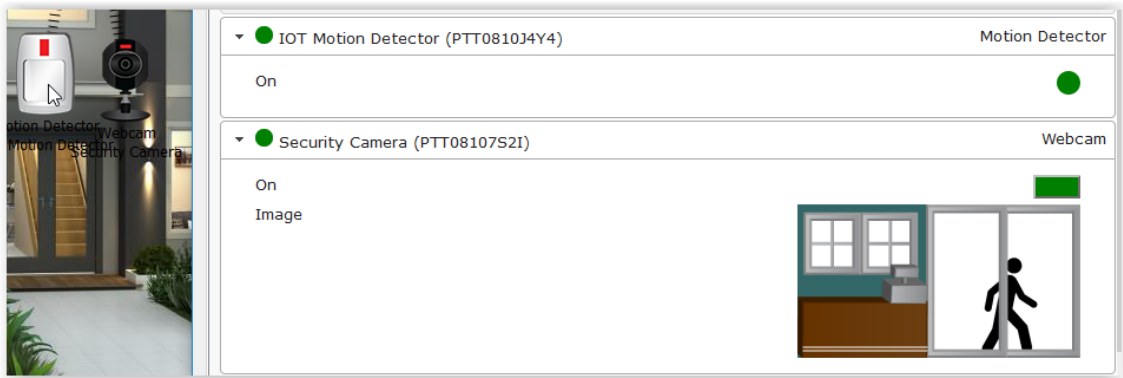 otion Detector
Webcam
Motion Detector
Security Camera
IOT Motion Detector (PTT0810J4Y4)
Motion Detector
On
Security Camera (PTT08107S2I)
Webcam
On
Image